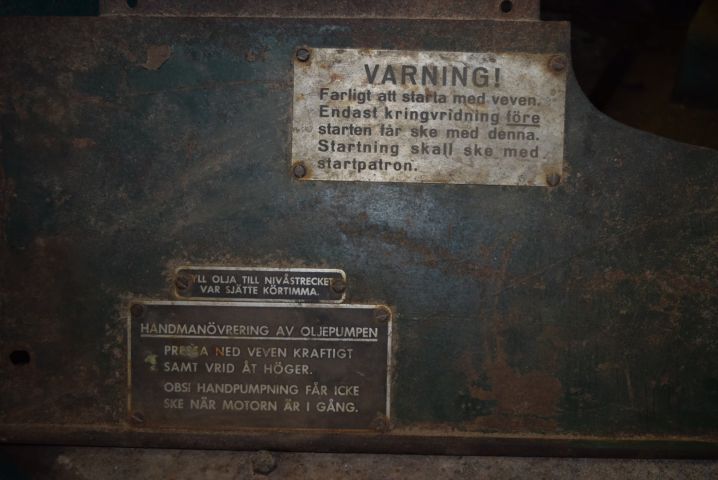 VARNING!
Farligt att starta med veven.
Endast kringvridning före
starten får ske med denna.
Startning skall ske med
startpatron.
YLL OLJA TILL NIVÅSTRECKET
VAR SJÄTTE KÖRTIMMA.
HANDMANÖVRERING AV OLJEPUMPEN
PRESSA NED VEVEN KRAFTIGT
SAMT VRID ÅT HÖGER.
OBS! HANDPUMPNING FÅR ICKE
SKE NÄR MOTORN ÄR I GÅNG.